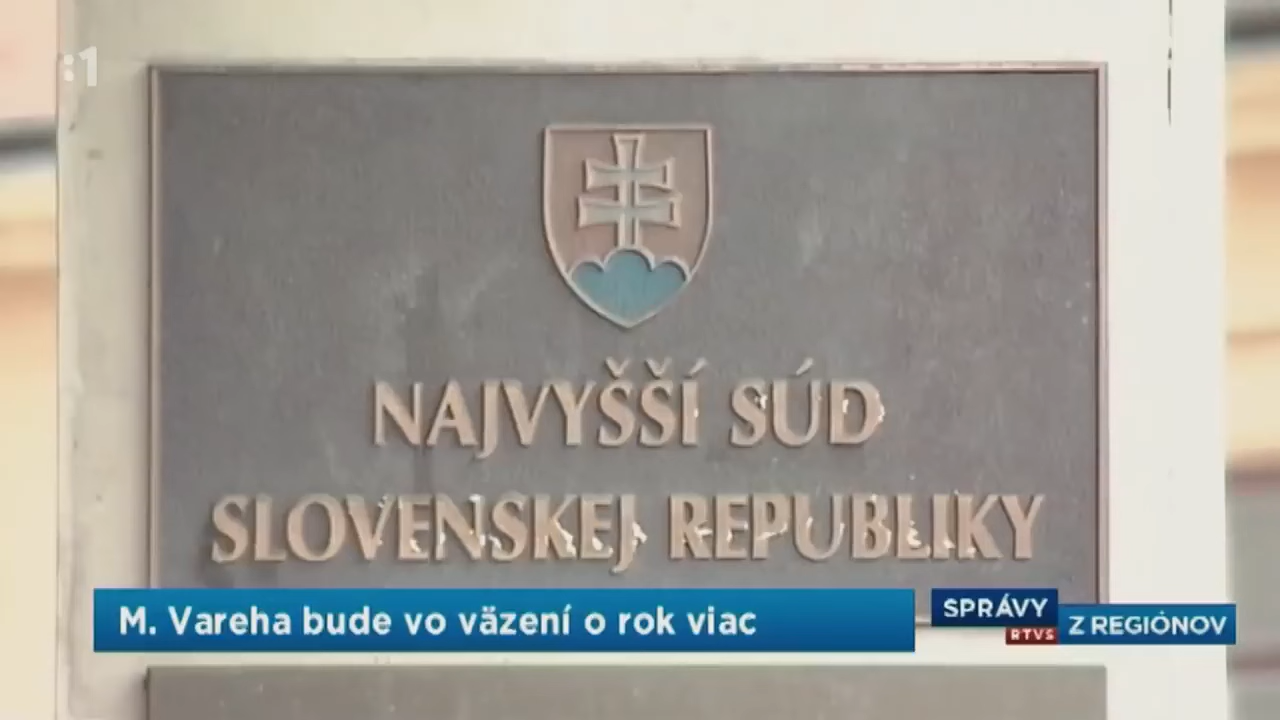 :1
NAJVYŠŠÍ SÚD
SLOVENSKEJ REPUBLIKY
M. Vareha bude vo väzení o rok viac
SPRÁVY
RTVS
Z REGIÓNOV